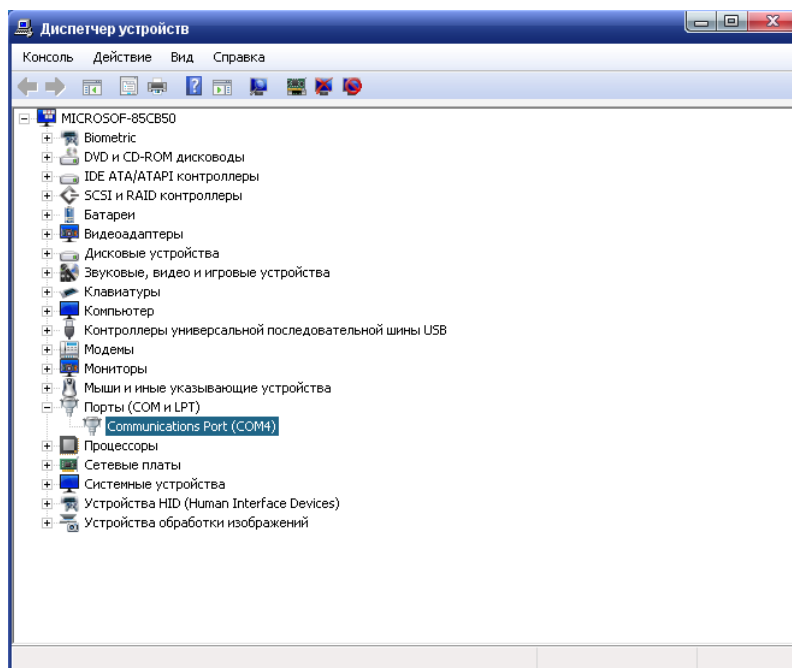 Диспетчер устройств
Консоль Действие Вид Справка
MICROSOF-85CB50
Biometric
DVD и CD-ROM дисководы
IDE ATA/ATAPI контроллеры
SCSI и RAID контроллеры
Батареи
Видеоадаптеры
Дисковые устройства
Звуковые, видео и игровые устройства
Клавиатуры
Компьютер
Контроллеры универсальной последовательной шины USB
Модемы
Мониторы
Мыши и иные указывающие устройства
Порты (COM и LPT)
Communications Port (COM4)
Процессоры
Сетевые платы
Системные устройства
Устройства HID (Human Interface Devices)
Устройства обработки изображений